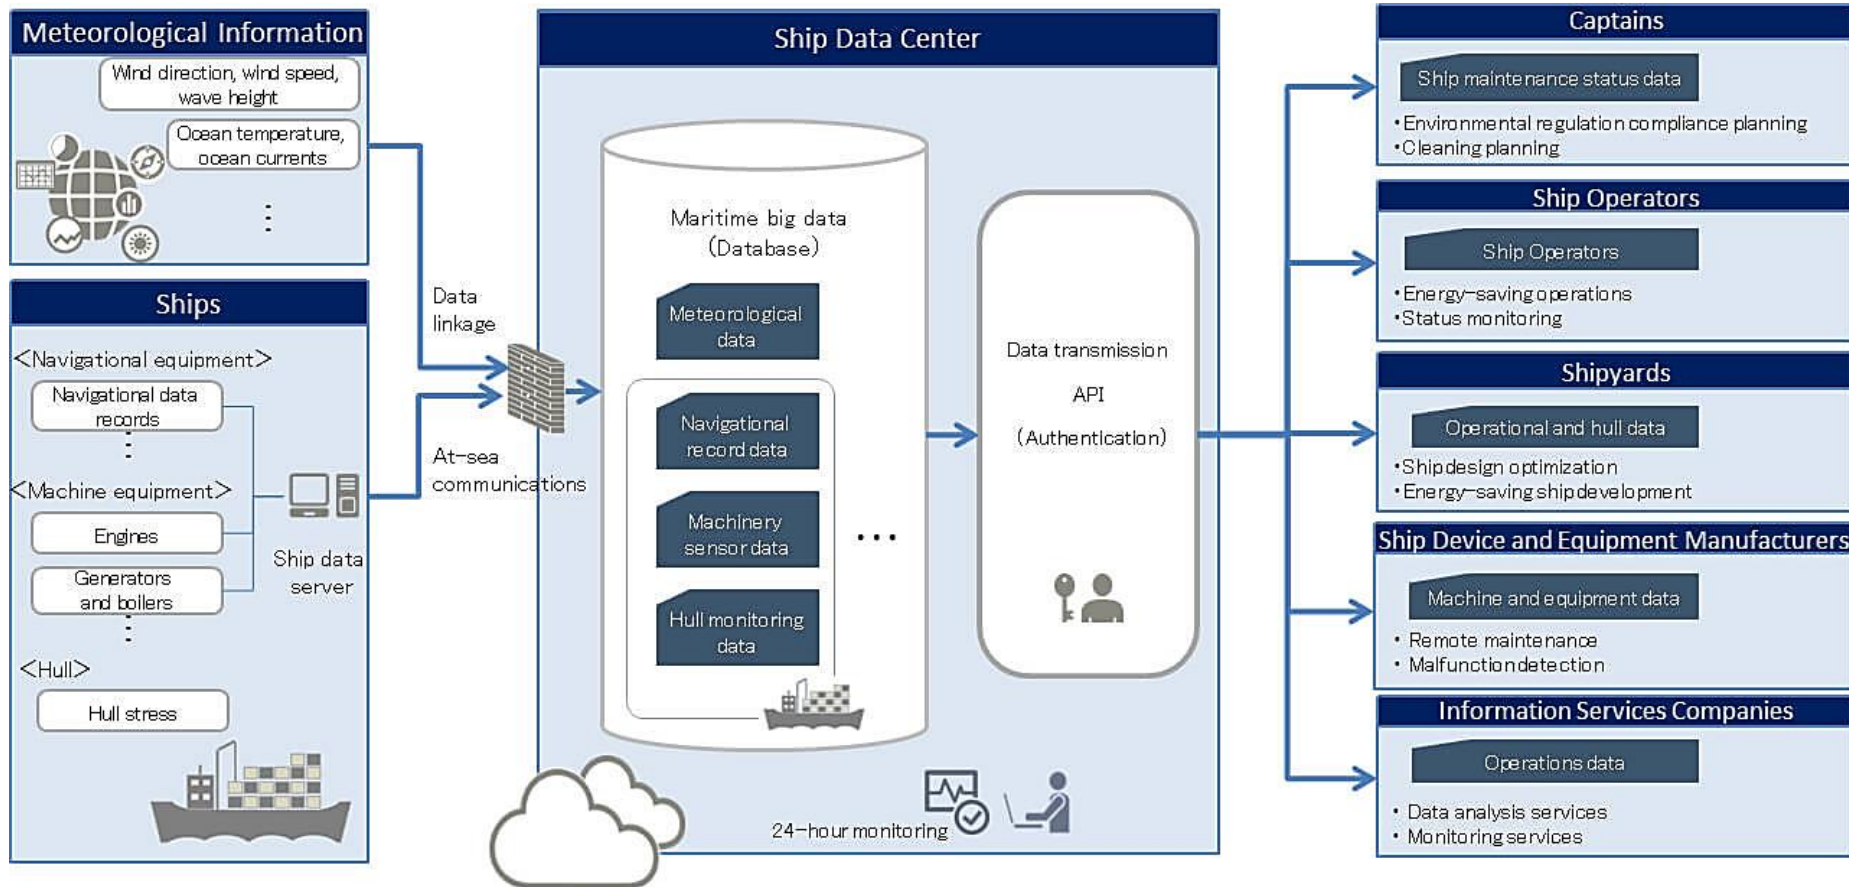 Meteorological Information
Wind direction, wind speed,
wave height
Ocean temperature,
ocean currents
Ships
<Navigational equipment>
Navigational data
records
<Machine equipment>
Engines
Generators
and boilers
Ship data
server
<Hull>
Hull stress
Data
linkage
At-sea
communications
Ship Data Center
Maritime big data
(Database)
Meteorological
data
Navigational
record data
Machinery
sensor data
Hull monitoring
data
...
Data transmission
API
(Authentication)
24-hour monitoring
Captains
Ship maintenance status data
•Environmental regulation compliance planning
•Cleaning planning
Ship Operators
Ship Operators
•Energy-saving operations
•Status monitoring
Shipyards
Operational and hull data
•Ship design optimization
•Energy-saving ship development
Ship Device and Equipment Manufacturers
Machine and equipment data
• Remote maintenance
• Malfunction detection
Information Services Companies
Operations data
• Data analysis services
• Monitoring services